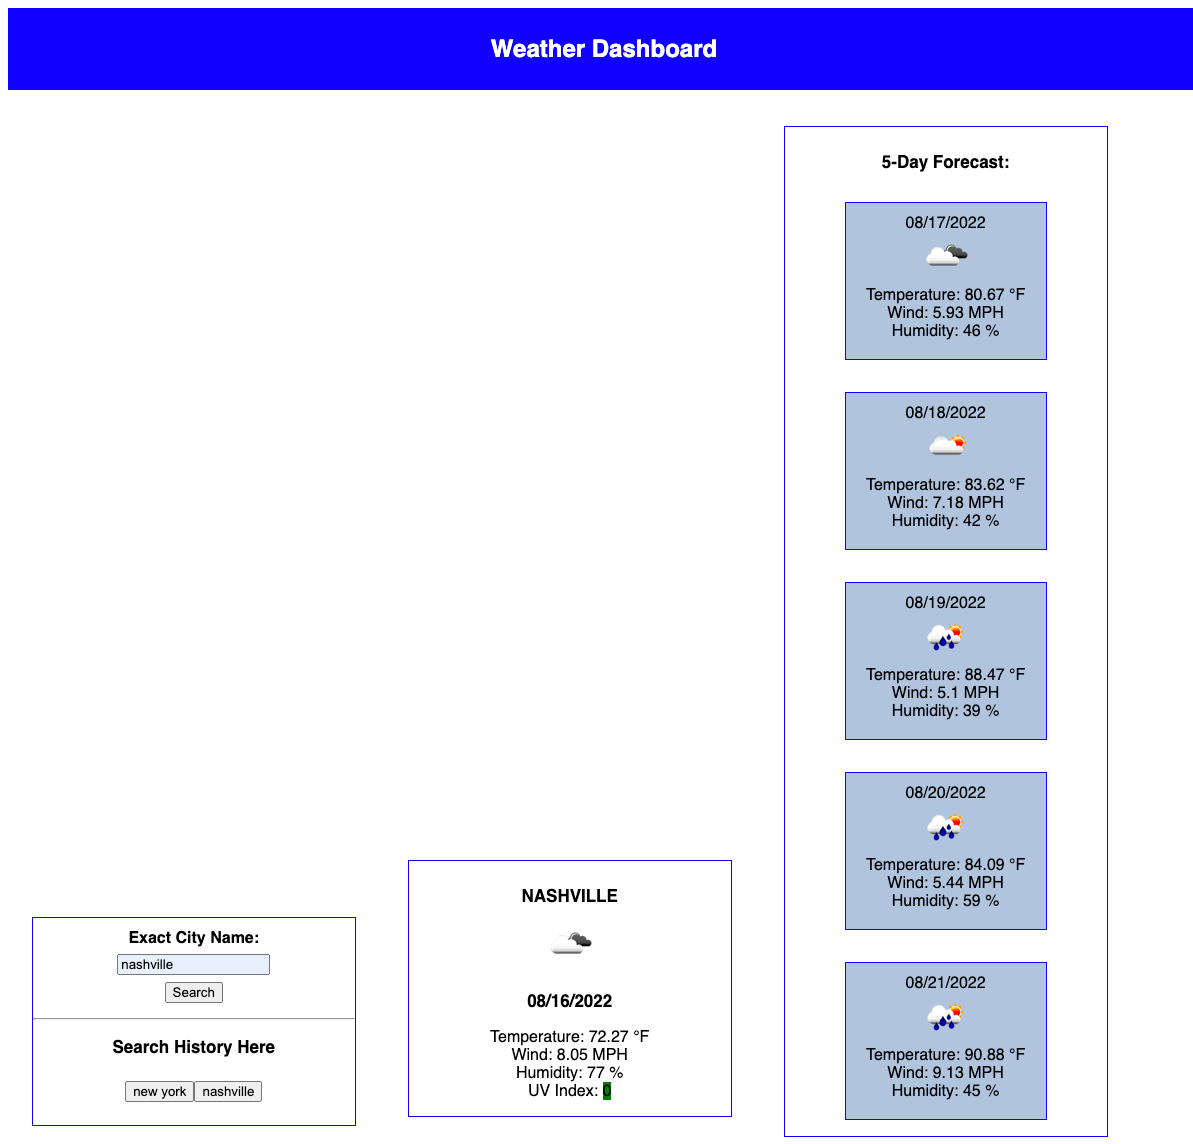 Weather Dashboard
Exact City Name:
nashville
Search
Search History Here
new york nashville
NASHVILLE
08/16/2022
Temperature: 72.27 °F
Wind: 8.05 MPH
Humidity: 77 %
UV Index: 0
5-Day Forecast:
08/17/2022
Temperature: 80.67 °F
Wind: 5.93 MPH
Humidity: 46 %
08/18/2022
Temperature: 83.62 °F
Wind: 7.18 MPH
Humidity: 42 %
08/19/2022
Temperature: 88.47 °F
Wind: 5.1 MPH
Humidity: 39 %
08/20/2022
Temperature: 84.09 °F
Wind: 5.44 MPH
Humidity: 59 %
08/21/2022
Temperature: 90.88 °F
Wind: 9.13 MPH
Humidity: 45 %